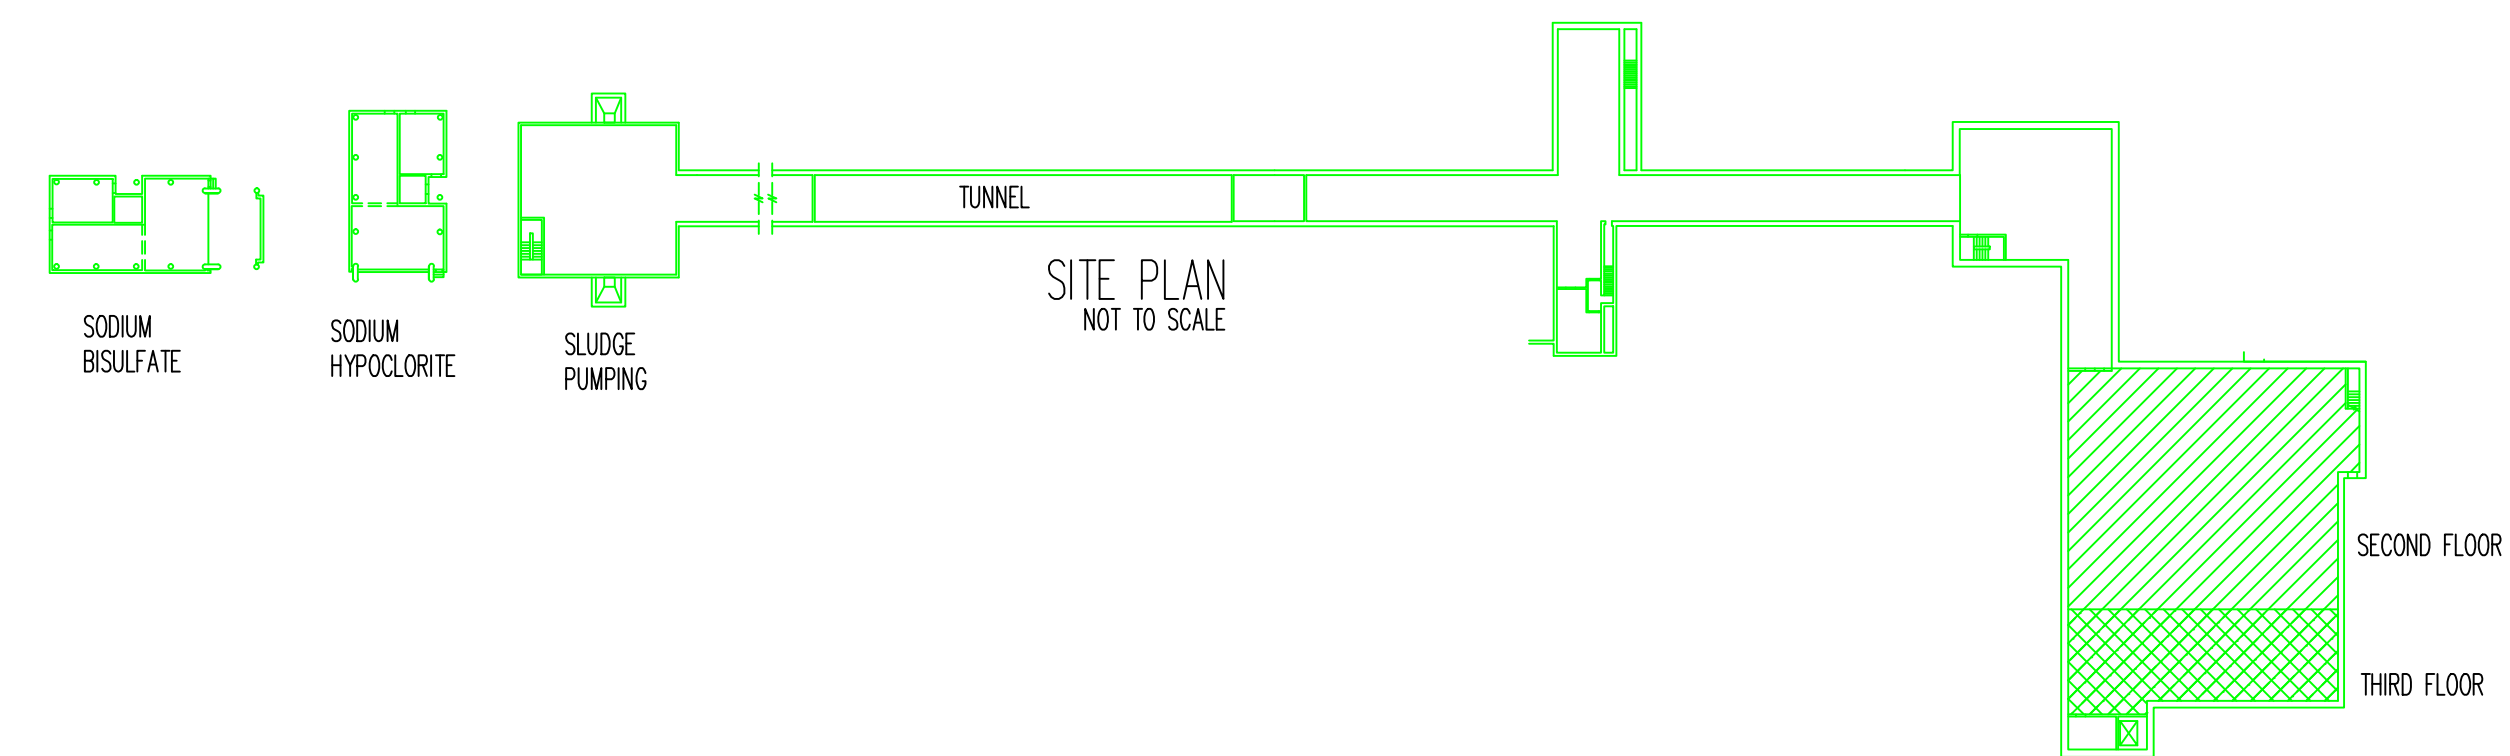 TUNNEL
SITE PLAN
NOT TO SCALE
SODIUM
BISULFATE
SODIUM
HYPOCLORITE
SLUDGE
PUMPING
SECOND FLOOR
THIRD FLOOR